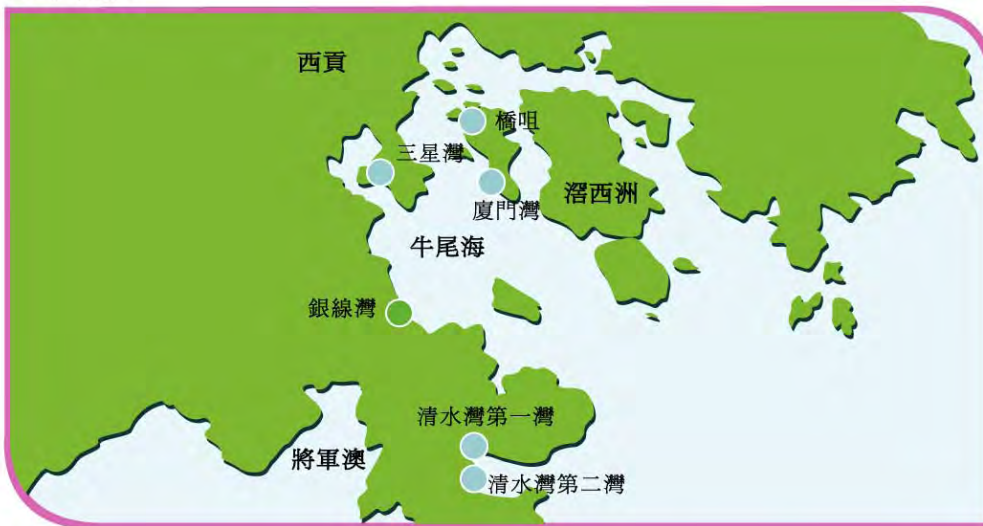 西貢
橋咀
三星灣
廈門灣
滘西洲
牛尾海
銀線灣
清水灣第一灣
將軍澳
清水灣第二灣